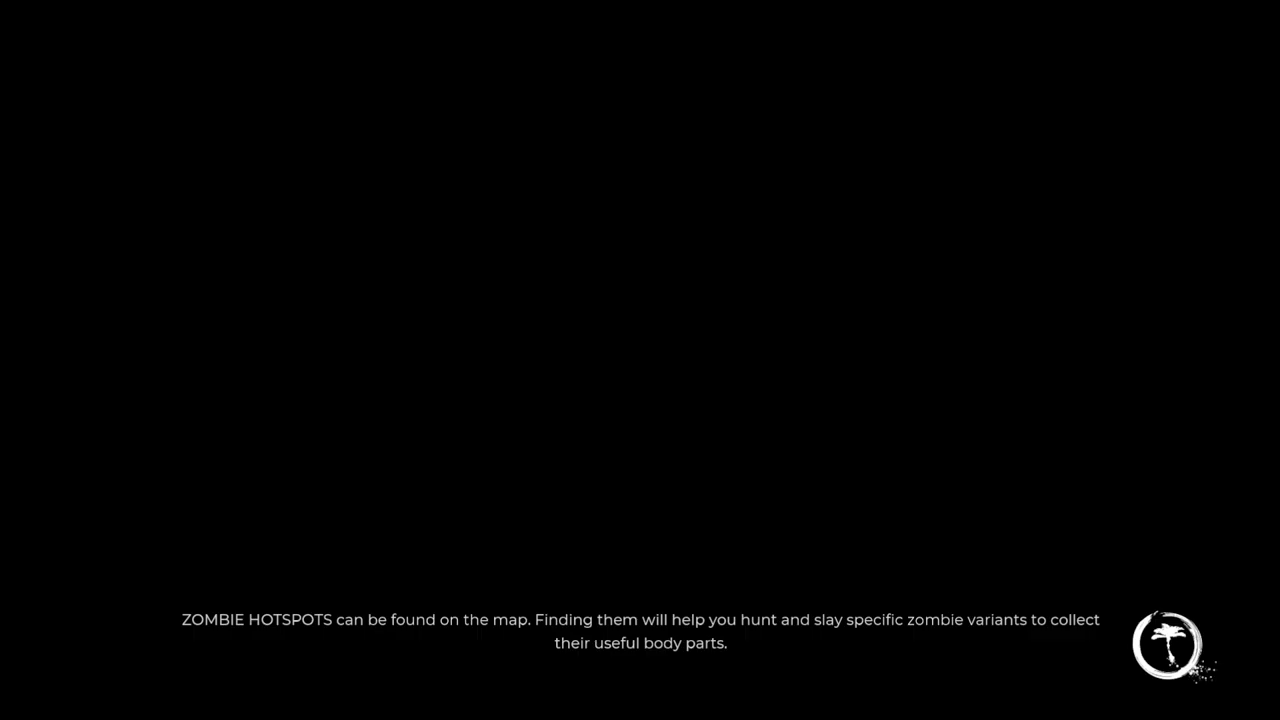 ZOMBIE HOTSPOTS can be found on the map. Finding them will help you hunt and slay specific zombie variants to collect
their useful body parts.